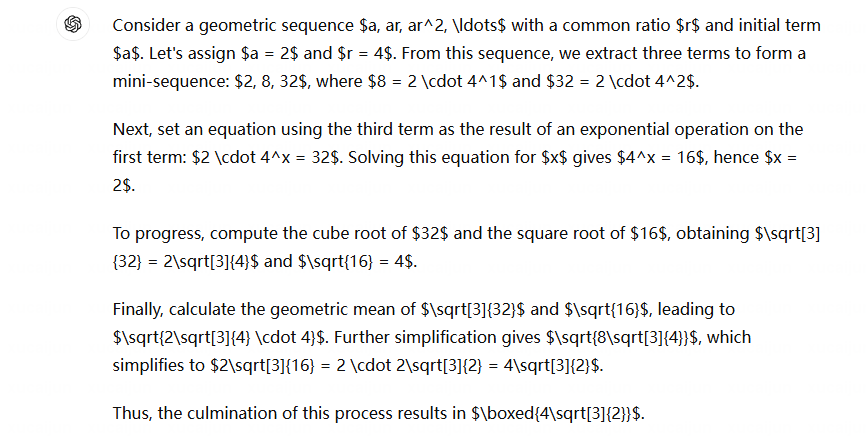 Consider a geometric sequence $a, ar, ar^2, \ldots$ with a common ratio $r$ and initial term
$a$. Let's assign $a = 2$ and $r = 4$. From this sequence, we extract three terms to form a
mini-sequence: $2, 8, 32$, where $8 = 2 \cdot 4^1$ and $32 = 2 \cdot 4^2$.
Next, set an equation using the third term as the result of an exponential operation on the
first term: $2 \cdot 4^x = 32$. Solving this equation for $x$ gives $4^x = 16$, hence $x =
2$.
To progress, compute the cube root of $32$ and the square root of $16$, obtaining $\sqrt[3]
{32} = 2\sqrt[3]{4}$ and $\sqrt{16} = 4$.
Finally, calculate the geometric mean of $\sqrt[3]{32}$ and $\sqrt{16}$, leading to
$\sqrt{2\sqrt[3]{4} \cdot 4}$. Further simplification gives $\sqrt{8\sqrt[3]{4}}$, which
simplifies to $2\sqrt[3]{16} = 2 \cdot 2\sqrt[3]{2} = 4\sqrt[3]{2}$.
Thus, the culmination of this process results in $\boxed{4\sqrt[3]{2}}$.